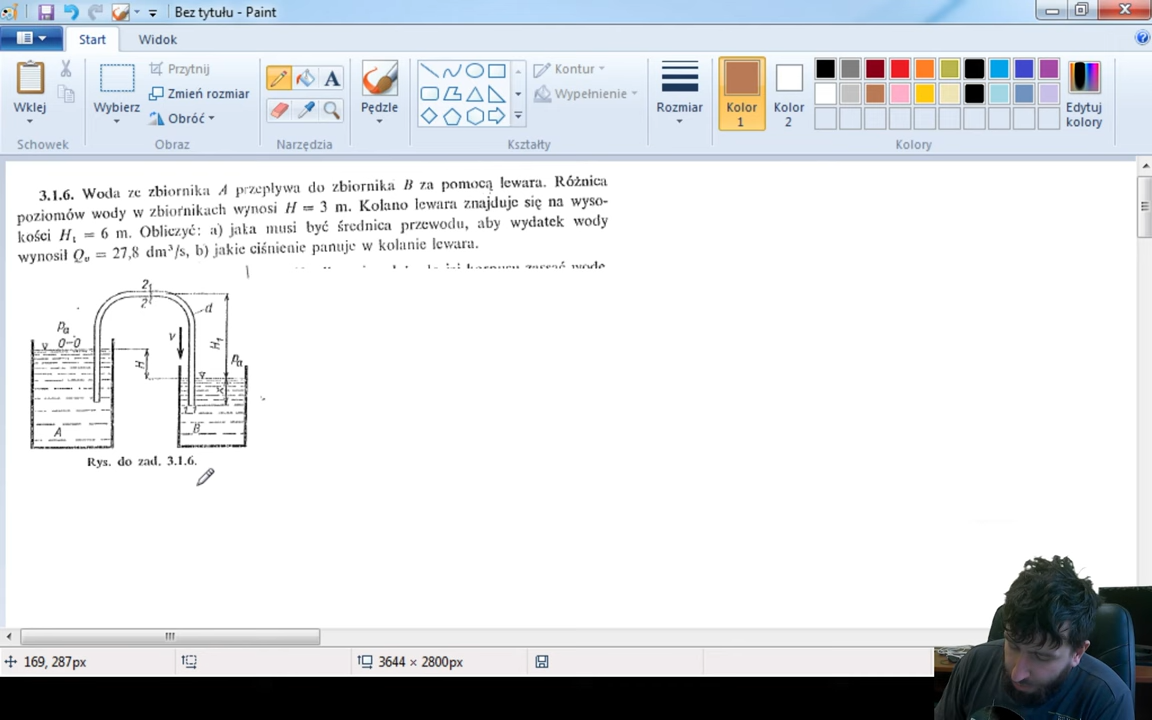 Bez tytułu - Paint
Start
Widok
Wklej
Wybierz
Przytnij
Zmień rozmiar
Obróć
A
Pędzle
Kontur
Wypełnienie
Rozmiar
Kolor
1
Kolor
2
Edytuj
kolory
Schowek
Obraz
Narzędzia
Kształty
Kolory
3.1.6. Woda ze zbiornika A przepływa do zbiornika B za pomocą lewara. Różnica
poziomów wody w zbiornikach wynosi H = 3 m. Kolano lewara znajduje się na wyso-
kości H₁ = 6 m. Obliczyć: a) jaka musi być średnica przewodu, aby wydatek wody
wynosił Qᵥ = 27,8 dm³/s, b) jakie ciśnienie panuje w kolanie lewara.
2
2
d
pa
0-0
v
H₁
H
pa
x
A
B
Rys. do zad. 3.1.6.
169, 287px
3644 × 2800px